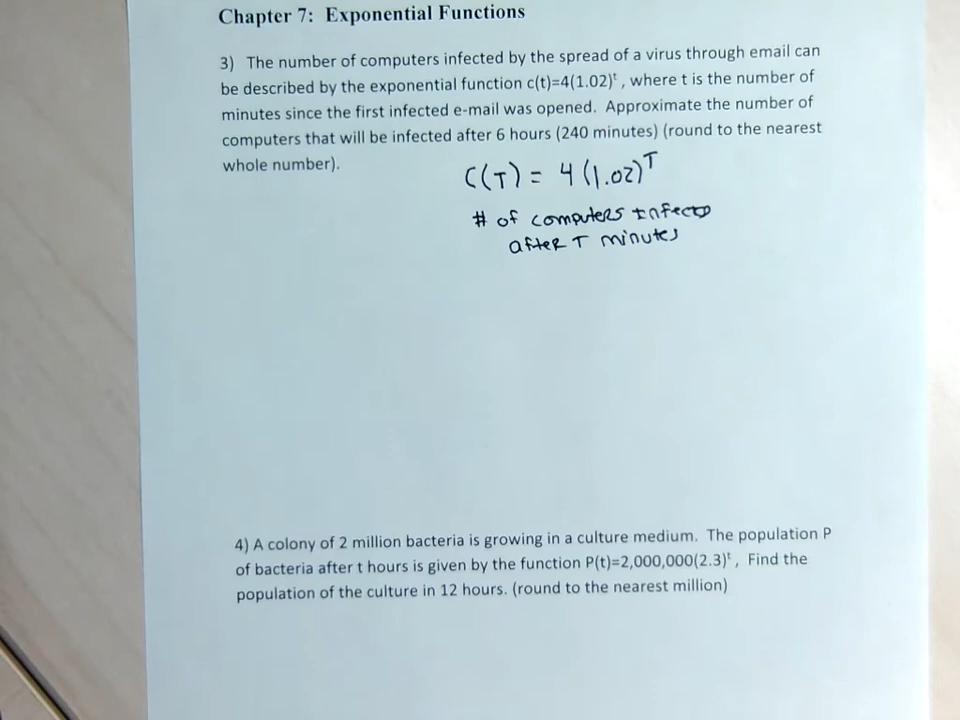 Chapter 7: Exponential Functions
3) The number of computers infected by the spread of a virus through email can
be described by the exponential function c(t)=4(1.02)ᵗ , where t is the number of
minutes since the first infected e-mail was opened. Approximate the number of
computers that will be infected after 6 hours (240 minutes) (round to the nearest
whole number).
C(T) = 4(1.02)ᵀ
# of computers Infected
after T minutes
4) A colony of 2 million bacteria is growing in a culture medium. The population P
of bacteria after t hours is given by the function P(t)=2,000,000(2.3)ᵗ , Find the
population of the culture in 12 hours. (round to the nearest million)